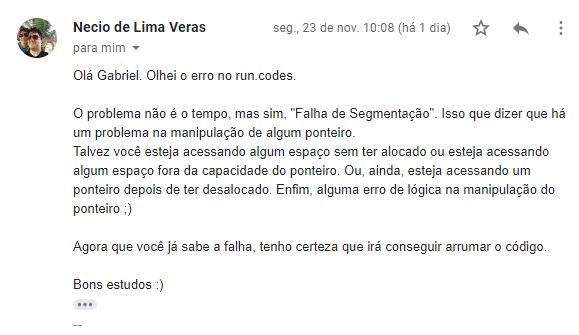 Necio de Lima Veras
seg., 23 de nov. 10:08 (há 1 dia)
para mim
Olá Gabriel. Olhei o erro no run.codes.
O problema não é o tempo, mas sim, "Falha de Segmentação". Isso que dizer que há
um problema na manipulação de algum ponteiro.
Talvez você esteja acessando algum espaço sem ter alocado ou esteja acessando
algum espaço fora da capacidade do ponteiro. Ou, ainda, esteja acessando um
ponteiro depois de ter desalocado. Enfim, alguma erro de lógica na manipulação do
ponteiro ;)
Agora que você já sabe a falha, tenho certeza que irá conseguir arrumar o código.
Bons estudos :)
--